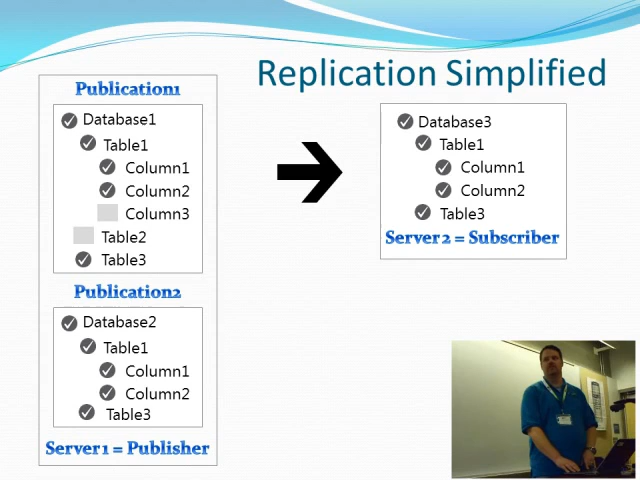 Replication Simplified
Publication1
Database1
Table1
Column1
Column2
Column3
Table2
Table3
Publication2
Database2
Table1
Column1
Column2
Table3
Server1 = Publisher
Database3
Table1
Column1
Column2
Table3
Server2 = Subscriber